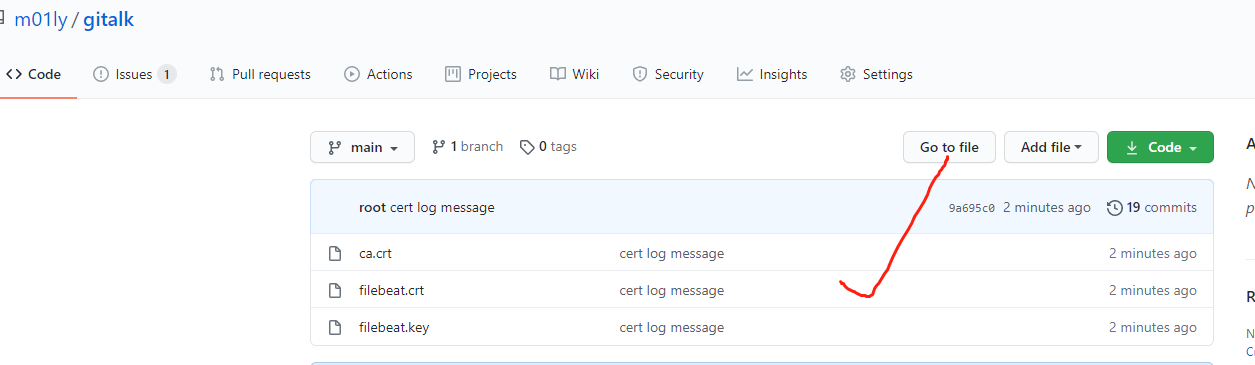 m01ly / gitalk
Code Issues 1 Pull requests Actions Projects Wiki Security Insights Settings
main 1 branch 0 tags Go to file Add file Code
root cert log message 9a695c0 2 minutes ago 19 commits
ca.crt cert log message 2 minutes ago
filebeat.crt cert log message 2 minutes ago
filebeat.key cert log message 2 minutes ago